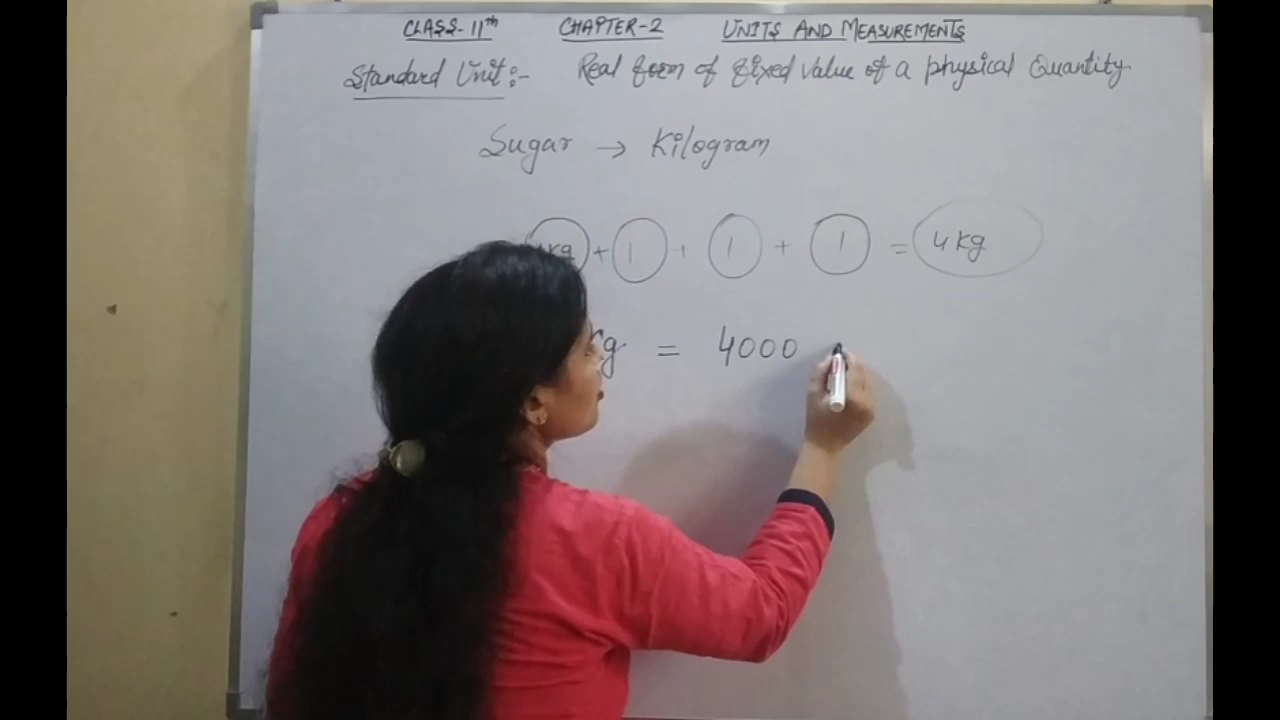 CLASS-11th CHAPTER-2 UNITS AND MEASUREMENTS
Standard Unit:- Real form of fixed value of a physical Quantity
Sugar → Kilogram
kg + 1 + 1 + 1 = 4 kg
kg = 4000